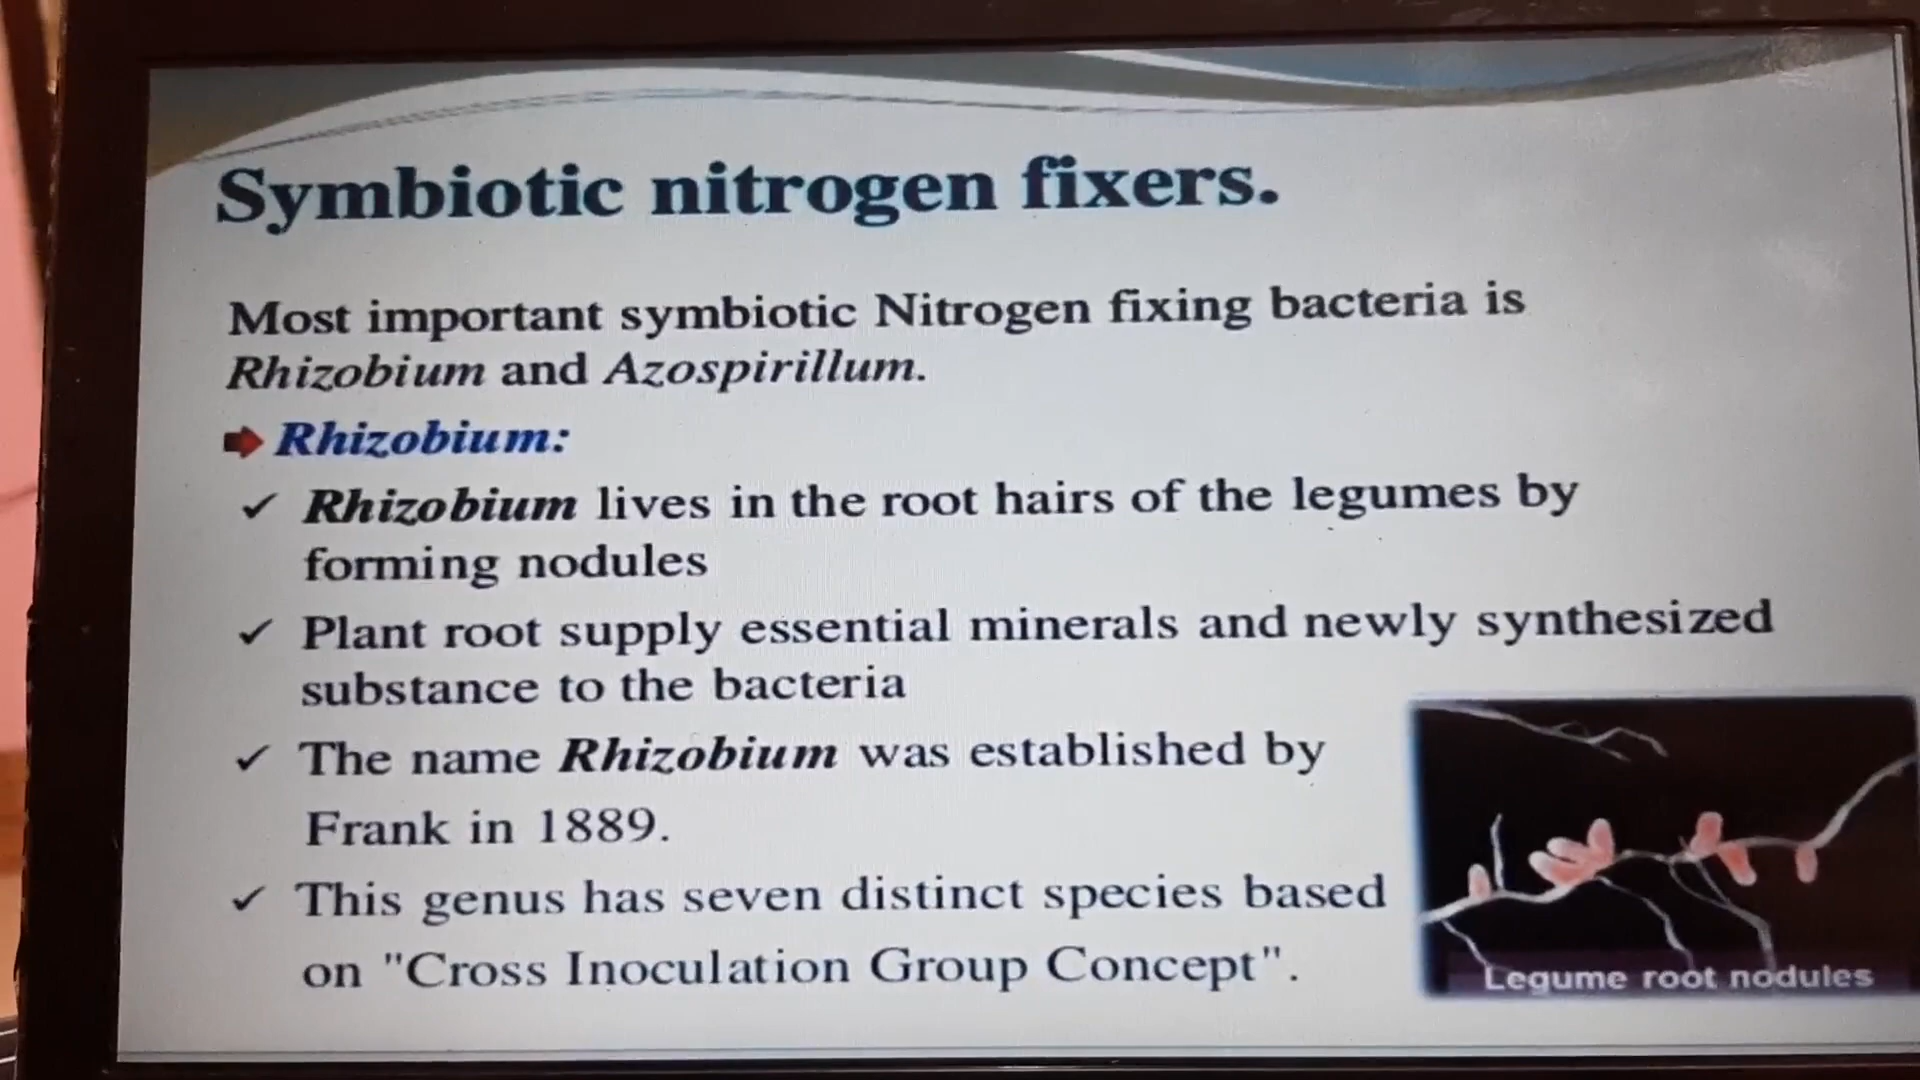 Symbiotic nitrogen fixers.
Most important symbiotic Nitrogen fixing bacteria is
Rhizobium and Azospirillum.
Rhizobium:
✓ Rhizobium lives in the root hairs of the legumes by
forming nodules
✓ Plant root supply essential minerals and newly synthesized
substance to the bacteria
✓ The name Rhizobium was established by
Frank in 1889.
✓ This genus has seven distinct species based
on "Cross Inoculation Group Concept".
Legume root nodules